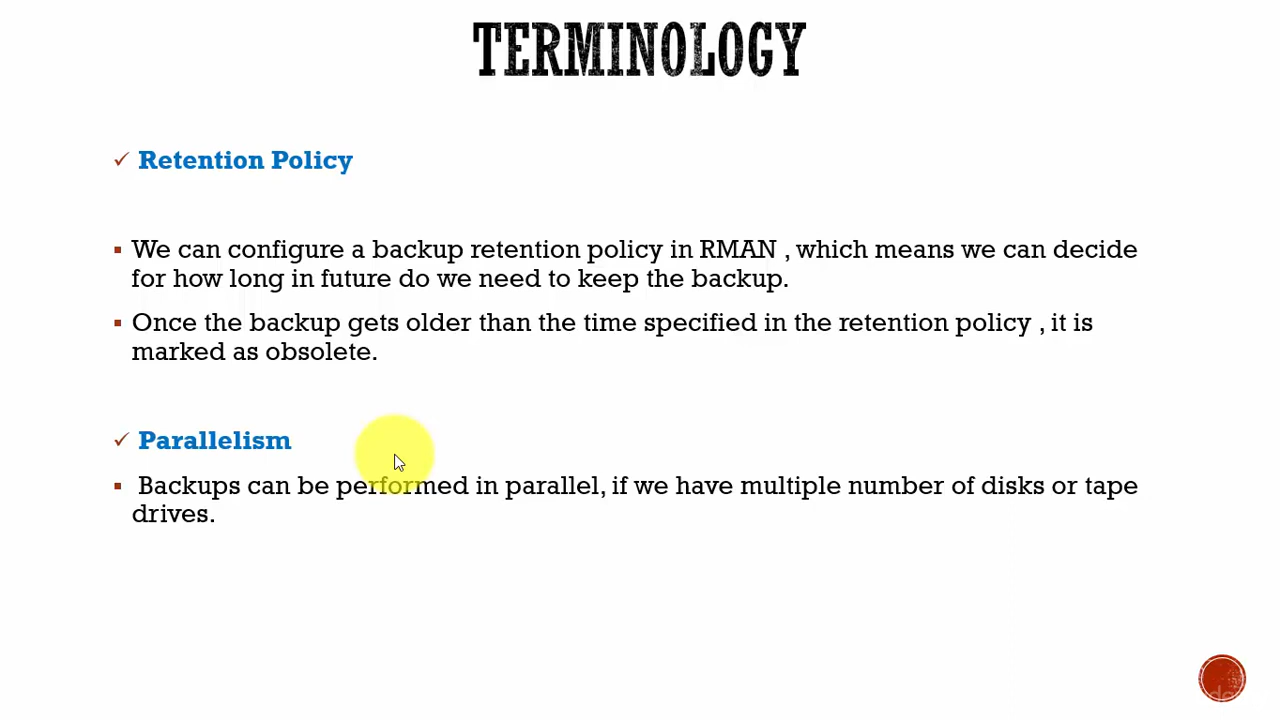 TERMINOLOGY
Retention Policy
We can configure a backup retention policy in RMAN , which means we can decide
for how long in future do we need to keep the backup.
Once the backup gets older than the time specified in the retention policy , it is
marked as obsolete.
Parallelism
Backups can be performed in parallel, if we have multiple number of disks or tape
drives.